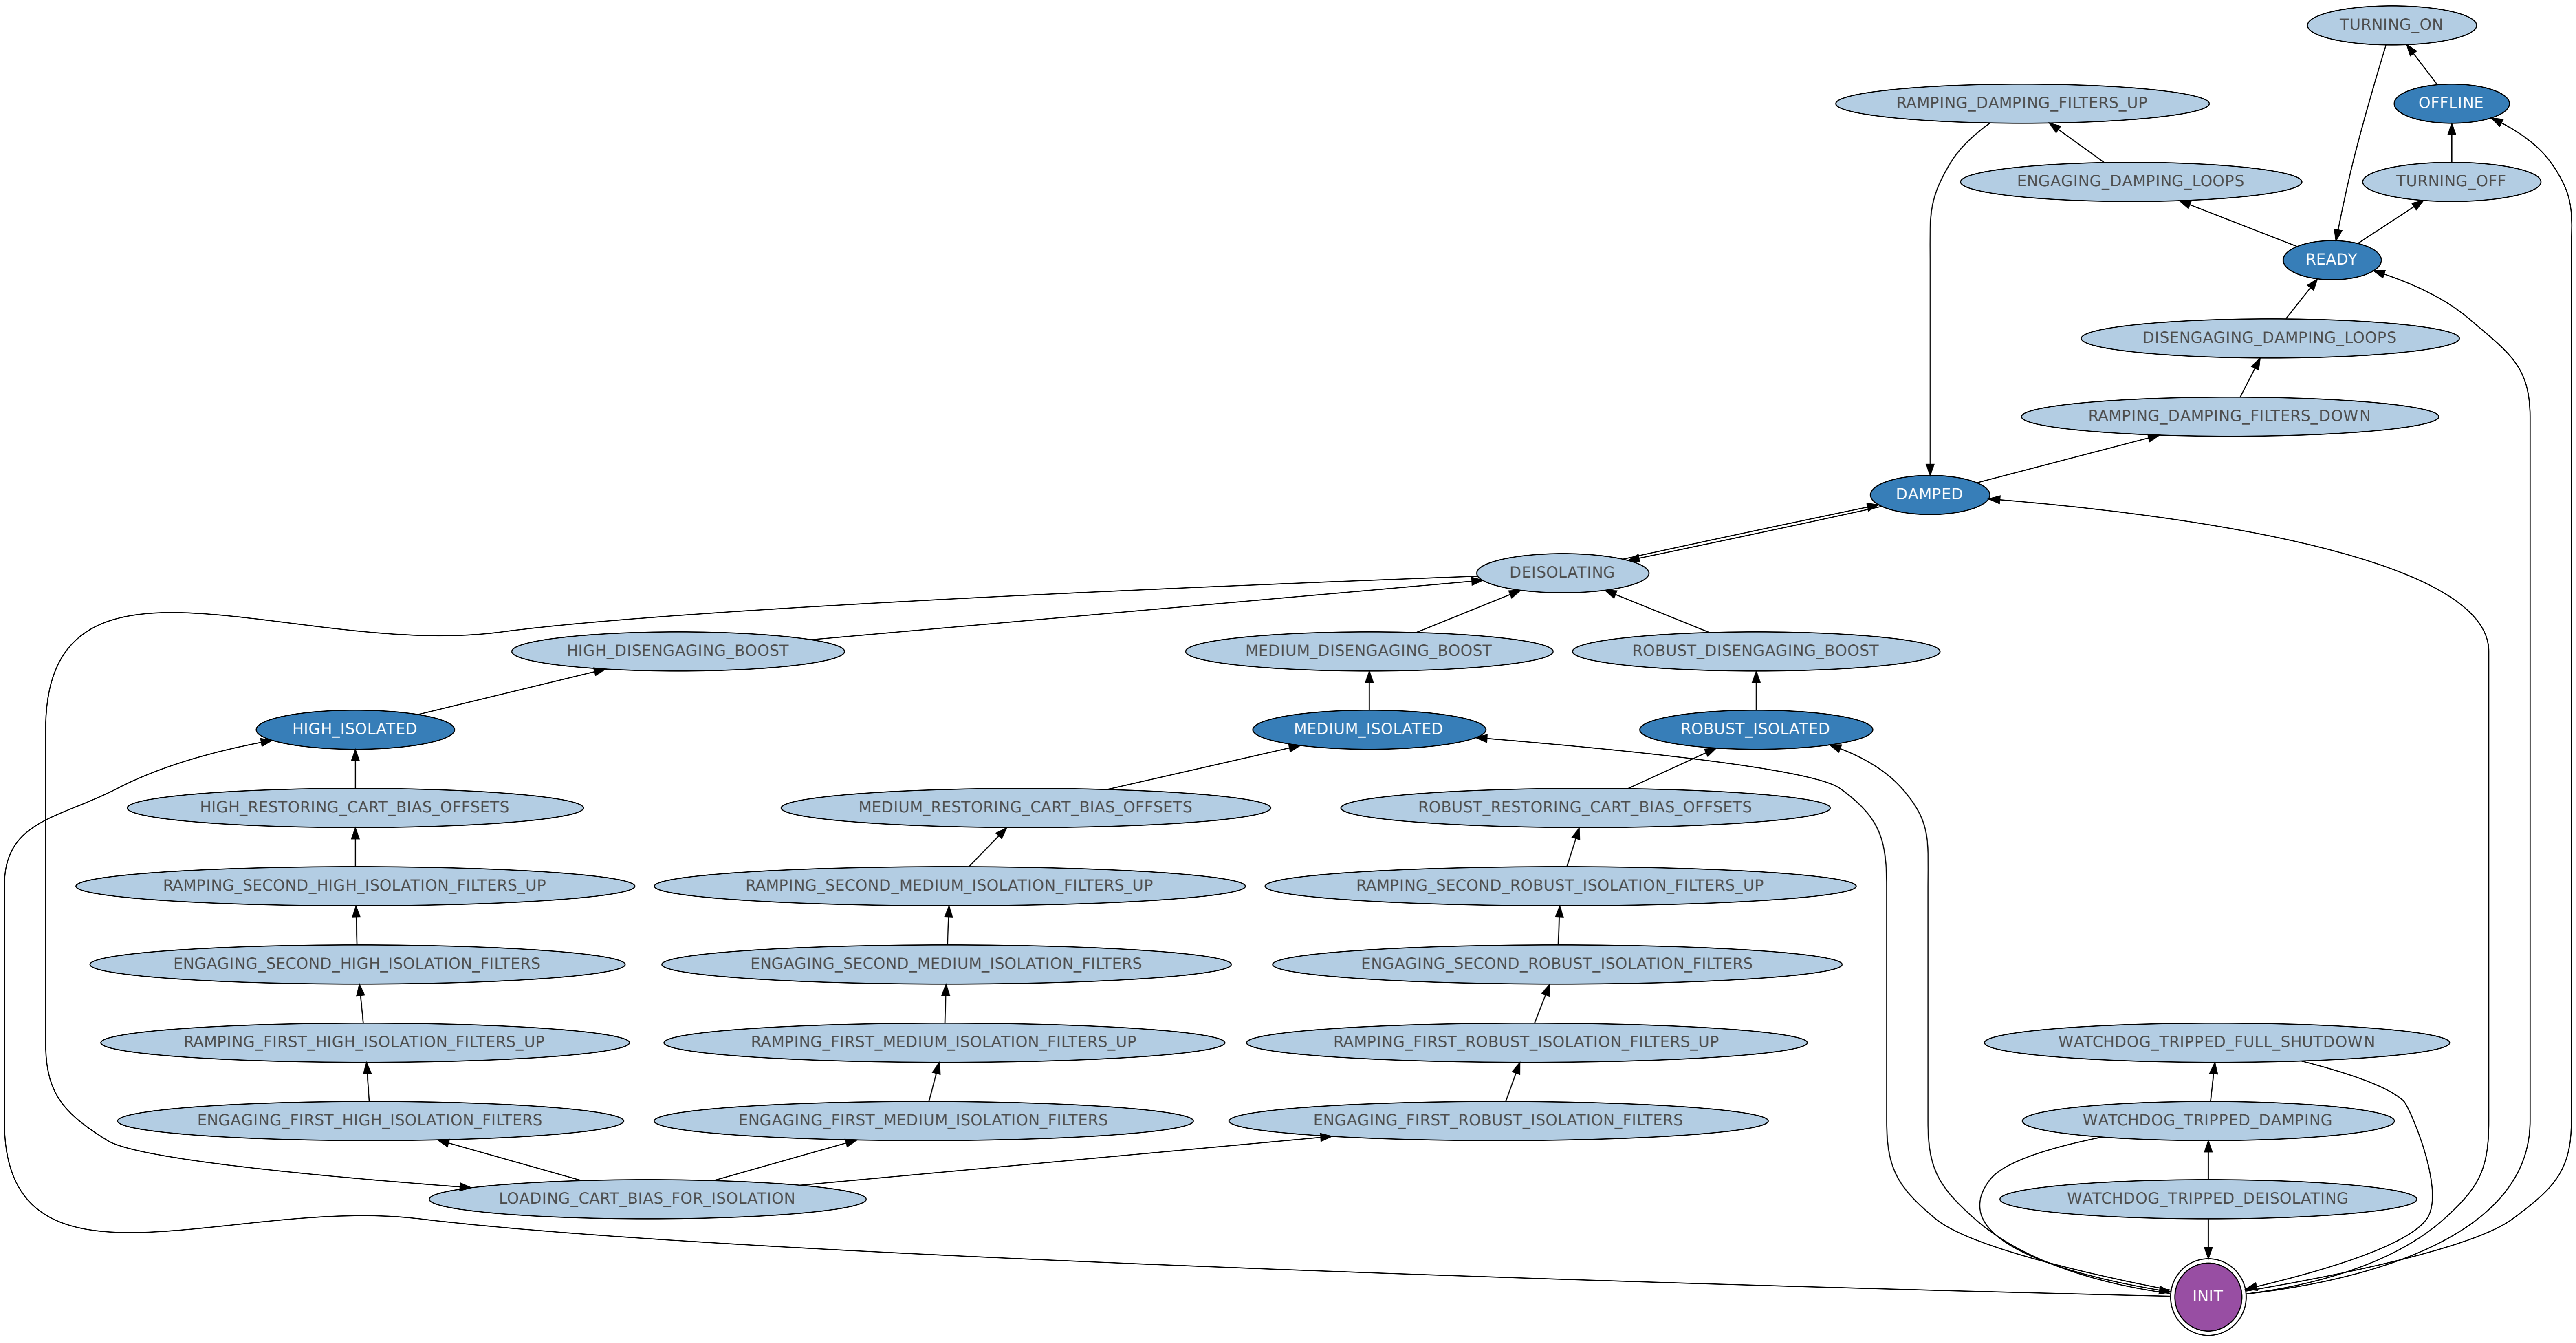 TURNING_ON
RAMPING_DAMPING_FILTERS_UP
OFFLINE
ENGAGING_DAMPING_LOOPS
TURNING_OFF
READY
DISENGAGING_DAMPING_LOOPS
RAMPING_DAMPING_FILTERS_DOWN
DAMPED
DEISOLATING
HIGH_DISENGAGING_BOOST
MEDIUM_DISENGAGING_BOOST
ROBUST_DISENGAGING_BOOST
HIGH_ISOLATED
MEDIUM_ISOLATED
ROBUST_ISOLATED
HIGH_RESTORING_CART_BIAS_OFFSETS
MEDIUM_RESTORING_CART_BIAS_OFFSETS
ROBUST_RESTORING_CART_BIAS_OFFSETS
RAMPING_SECOND_HIGH_ISOLATION_FILTERS_UP
RAMPING_SECOND_MEDIUM_ISOLATION_FILTERS_UP
RAMPING_SECOND_ROBUST_ISOLATION_FILTERS_UP
ENGAGING_SECOND_HIGH_ISOLATION_FILTERS
ENGAGING_SECOND_MEDIUM_ISOLATION_FILTERS
ENGAGING_SECOND_ROBUST_ISOLATION_FILTERS
RAMPING_FIRST_HIGH_ISOLATION_FILTERS_UP
RAMPING_FIRST_MEDIUM_ISOLATION_FILTERS_UP
RAMPING_FIRST_ROBUST_ISOLATION_FILTERS_UP
WATCHDOG_TRIPPED_FULL_SHUTDOWN
ENGAGING_FIRST_HIGH_ISOLATION_FILTERS
ENGAGING_FIRST_MEDIUM_ISOLATION_FILTERS
ENGAGING_FIRST_ROBUST_ISOLATION_FILTERS
WATCHDOG_TRIPPED_DAMPING
LOADING_CART_BIAS_FOR_ISOLATION
WATCHDOG_TRIPPED_DEISOLATING
INIT